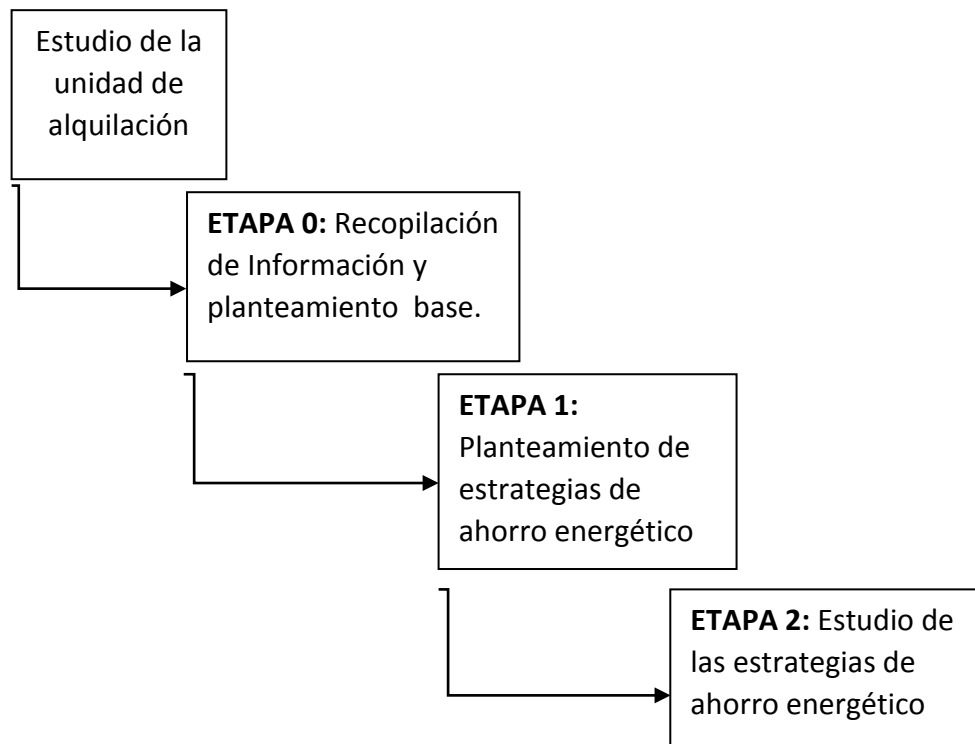 Estudio de la
unidad de
alquilación
ETAPA 0: Recopilación
de Información y
planteamiento base.
ETAPA 1:
Planteamiento de
estrategias de
ahorro energético
ETAPA 2: Estudio de
las estrategias de
ahorro energético